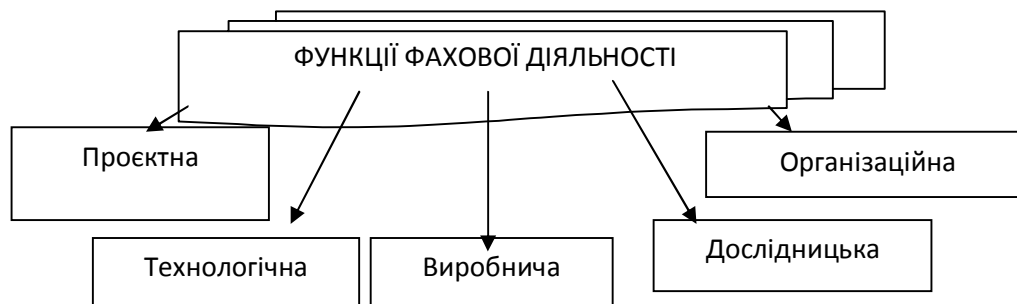 ФУНКЦІЇ ФАХОВОЇ ДІЯЛЬНОСТІ
Проєктна
Організаційна
Технологічна
Виробнича
Дослідницька